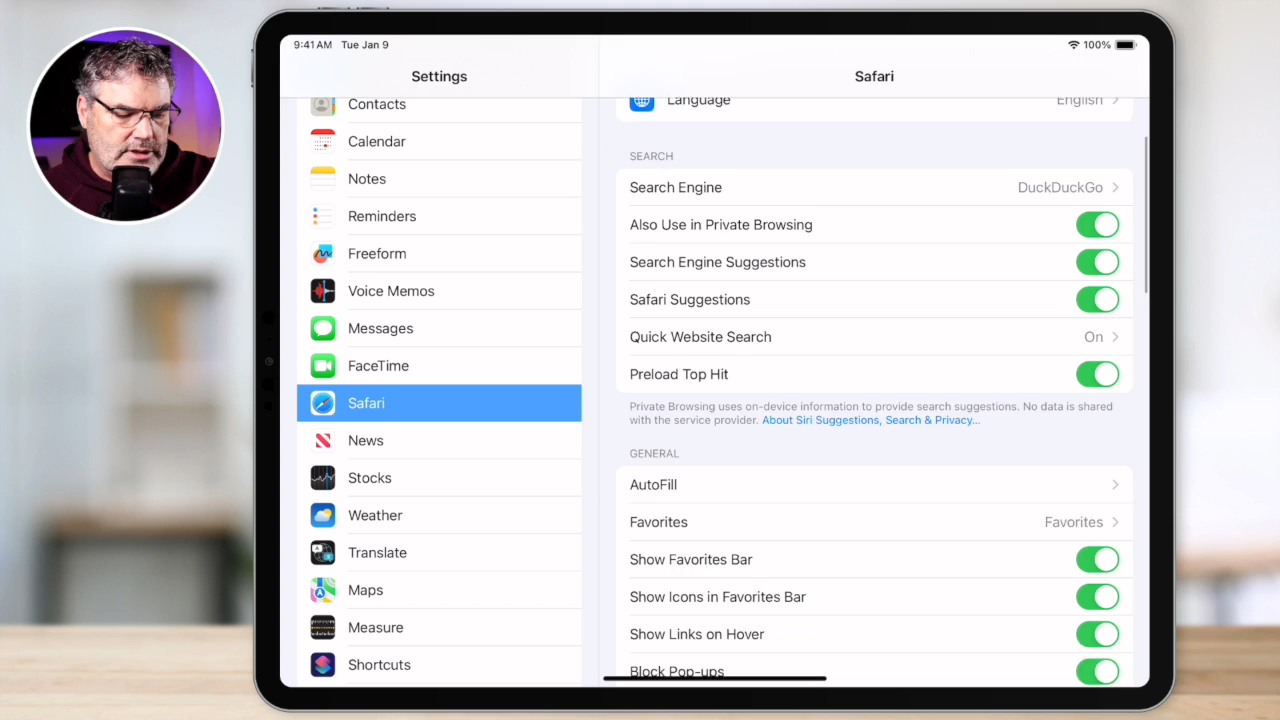 9:41 AM Tue Jan 9
100%
Settings
Safari
Contacts
Calendar
Notes
Reminders
Freeform
Voice Memos
Messages
FaceTime
Safari
News
Stocks
Weather
Translate
Maps
Measure
Shortcuts
Language English
SEARCH
Search Engine DuckDuckGo
Also Use in Private Browsing
Search Engine Suggestions
Safari Suggestions
Quick Website Search On
Preload Top Hit
Private Browsing uses on-device information to provide search suggestions. No data is shared
with the service provider. About Siri Suggestions, Search & Privacy...
GENERAL
AutoFill
Favorites Favorites
Show Favorites Bar
Show Icons in Favorites Bar
Show Links on Hover
Block Pop-ups